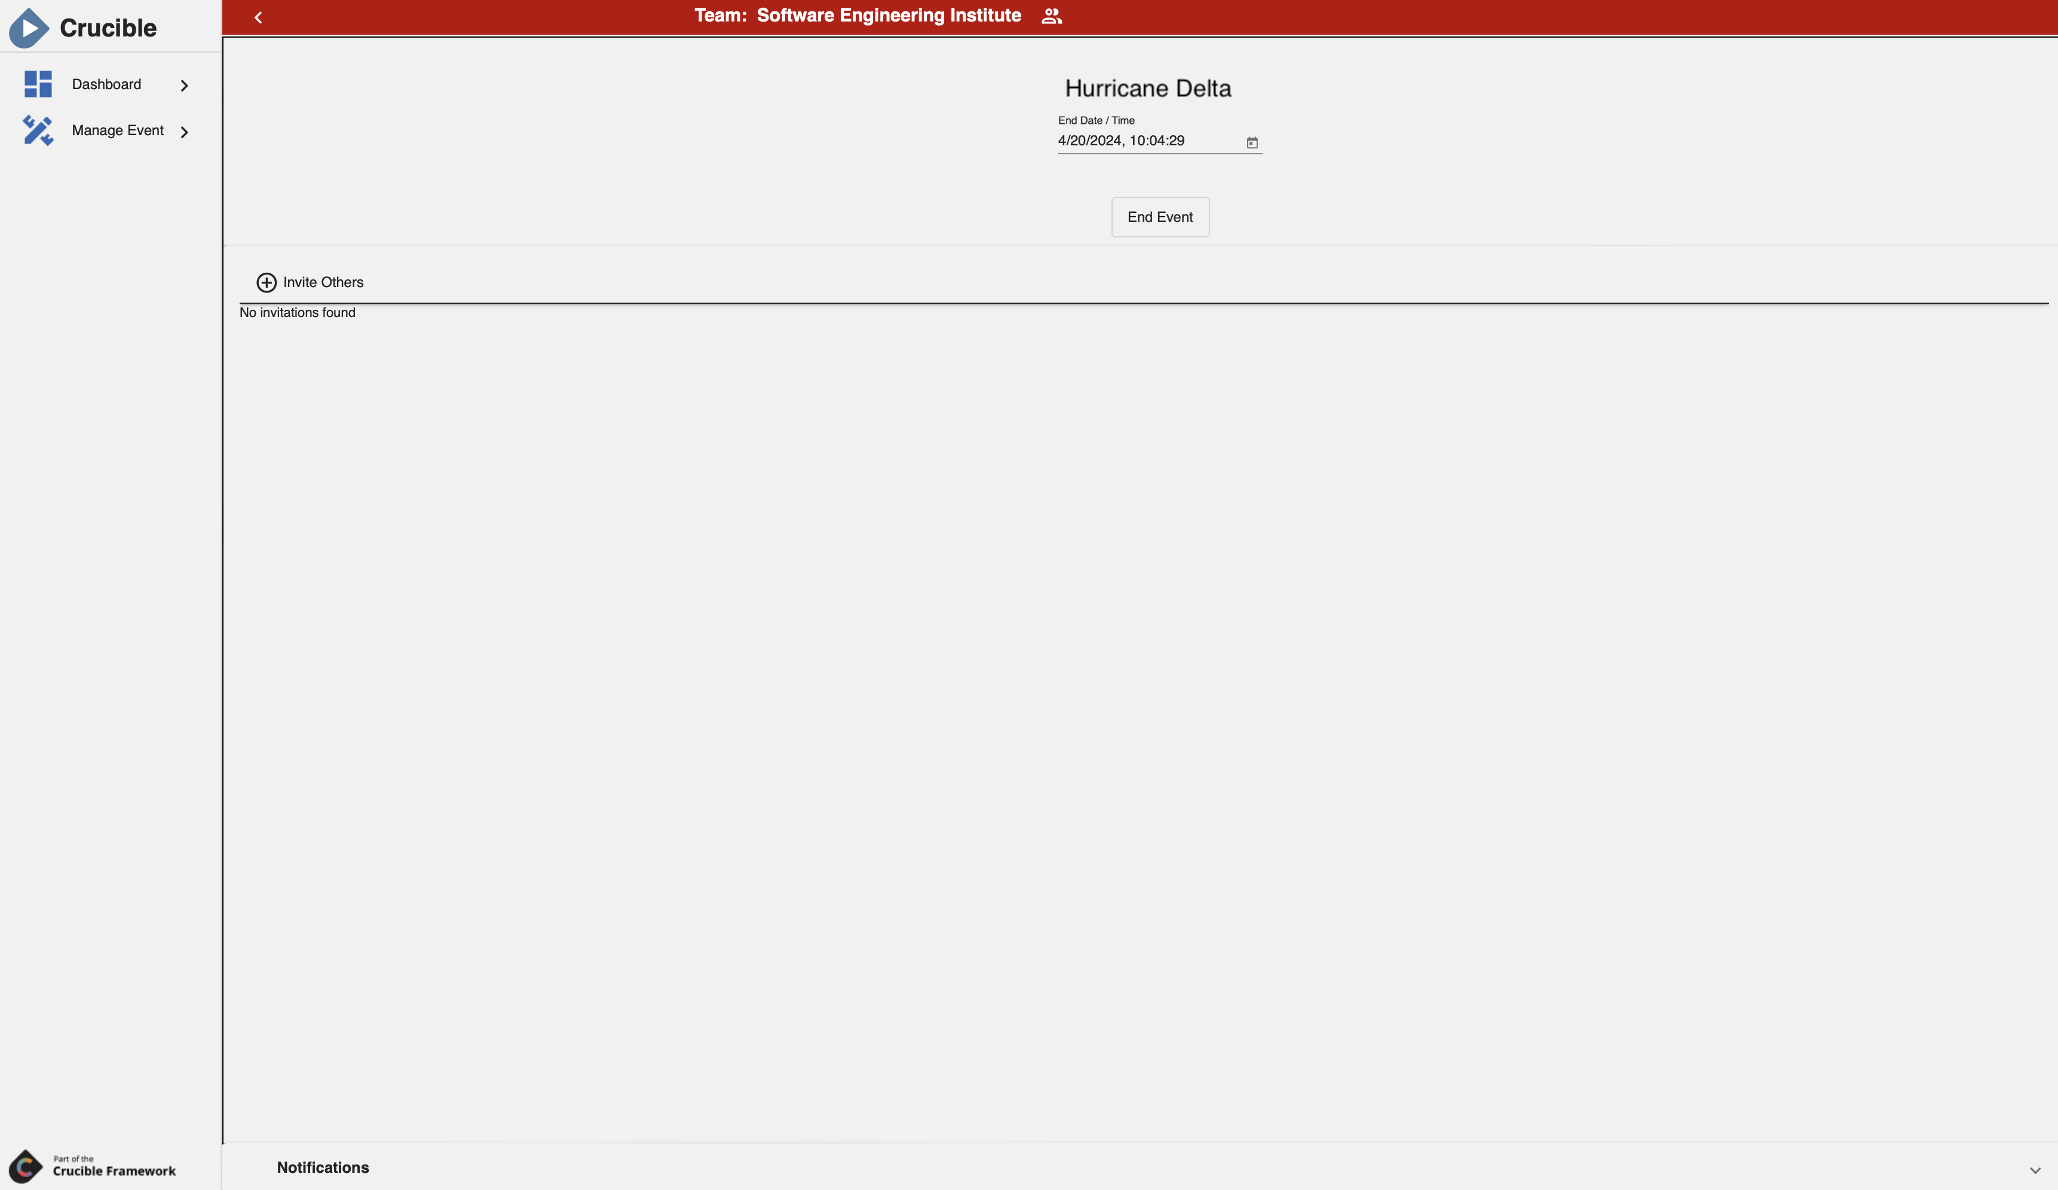 Crucible
Team: Software Engineering Institute
Dashboard
Manage Event
Hurricane Delta
End Date / Time
4/20/2024, 10:04:29
End Event
Invite Others
No invitations found
Part of the
Crucible Framework
Notifications